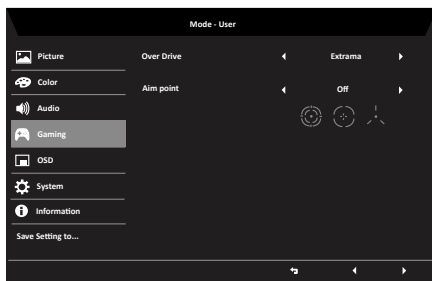 Mode - User
Picture
Over Drive Extrama
Color
Aim point Off
Audio
Gaming
OSD
System
Information
Save Setting to...